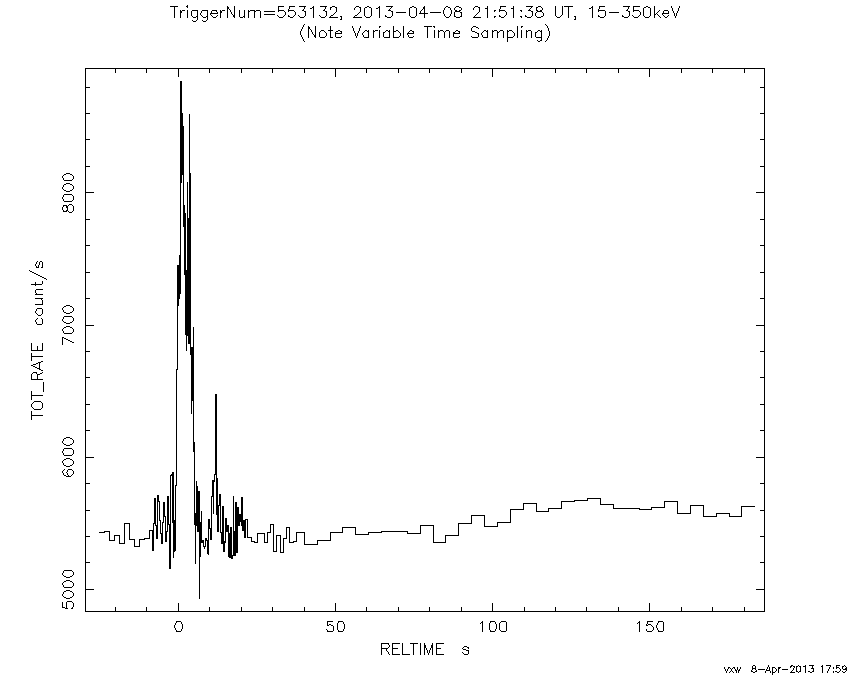 TriggerNum=553132, 2013-04-08 21:51:38 UT, 15-350keV
(Note Variable Time Sampling)
8000
7000
6000
5000
TOT_RATE count/s
0 50 100 150
RELTIME s
vxw 8-Apr-2013 17:59